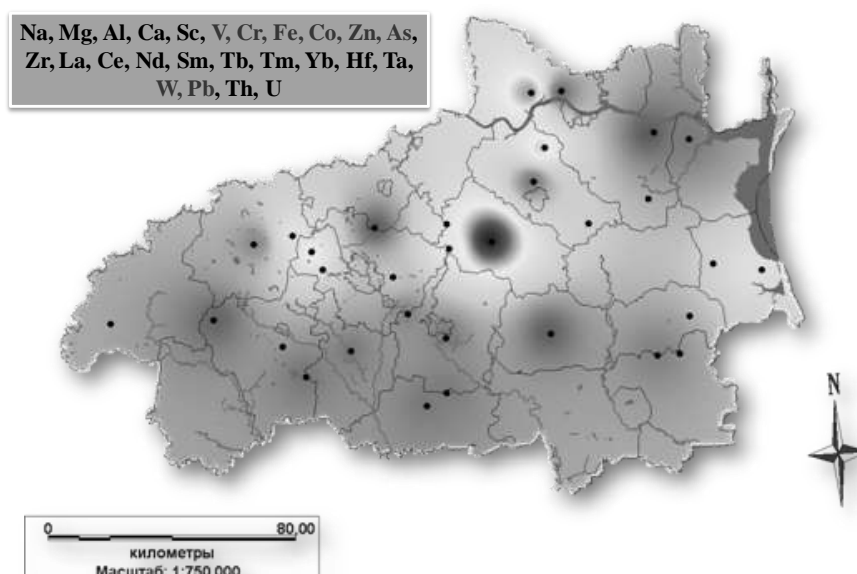 Na, Mg, Al, Ca, Sc, V, Cr, Fe, Co, Zn, As,
Zr, La, Ce, Nd, Sm, Tb, Tm, Yb, Hf, Ta,
W, Pb, Th, U
N
0 80,00
километры
Масштаб: 1:750 000